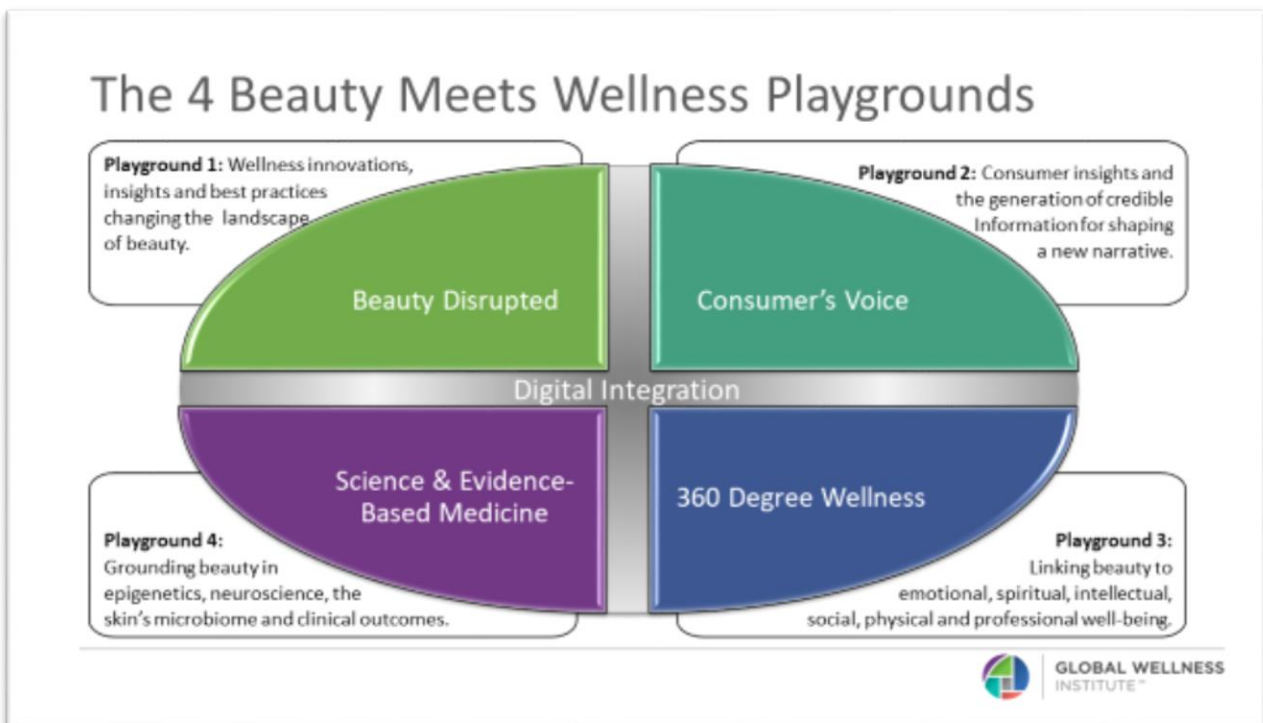 The 4 Beauty Meets Wellness Playgrounds
Playground 1: Wellness innovations,
insights and best practices
changing the landscape
of beauty.
Playground 2: Consumer insights and
the generation of credible
Information for shaping
a new narrative.
Beauty Disrupted
Consumer's Voice
Digital Integration
Science & Evidence-
Based Medicine
360 Degree Wellness
Playground 4:
Grounding beauty in
epigenetics, neuroscience, the
skin's microbiome and clinical outcomes.
Playground 3:
Linking beauty to
emotional, spiritual, intellectual,
social, physical and professional well-being.
GLOBAL WELLNESS
INSTITUTE™